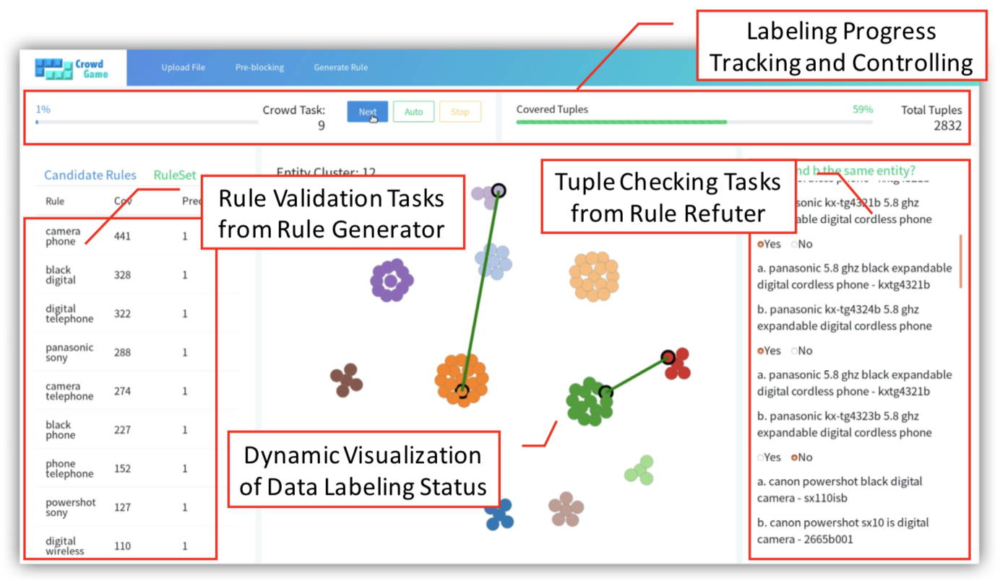 Labeling Progress
Tracking and Controlling
Crowd
Game
Upload File
Pre-blocking
Generate Rule
1%
Crowd Task:
9
Next
Auto
Stop
Covered Tuples
59%
Total Tuples
2832
Candidate Rules
RuleSet
Rule
Cov
Prec
camera
phone
441
1
black
digital
328
1
digital
telephone
322
1
panasonic
sony
288
1
camera
telephone
274
1
black
phone
227
1
phone
telephone
152
1
powershot
sony
127
1
digital
wireless
110
1
Rule Validation Tasks
from Rule Generator
Entity Cluster: 12
Dynamic Visualization
of Data Labeling Status
Tuple Checking Tasks
from Rule Refuter
nd b the same entity?
sonic kx-tg4321b 5.8 ghz
able digital cordless phone
Yes No
a. panasonic 5.8 ghz black expandable
digital cordless phone - kxtg4321b
b. panasonic kx-tg4324b 5.8 ghz
expandable digital cordless phone
Yes No
a. panasonic 5.8 ghz black expandable
digital cordless phone - kxtg4321b
b. panasonic kx-tg4323b 5.8 ghz
expandable digital cordless phone
Yes No
a. canon powershot black digital
camera - sx110isb
b. canon powershot sx10 is digital
camera - 2665b001